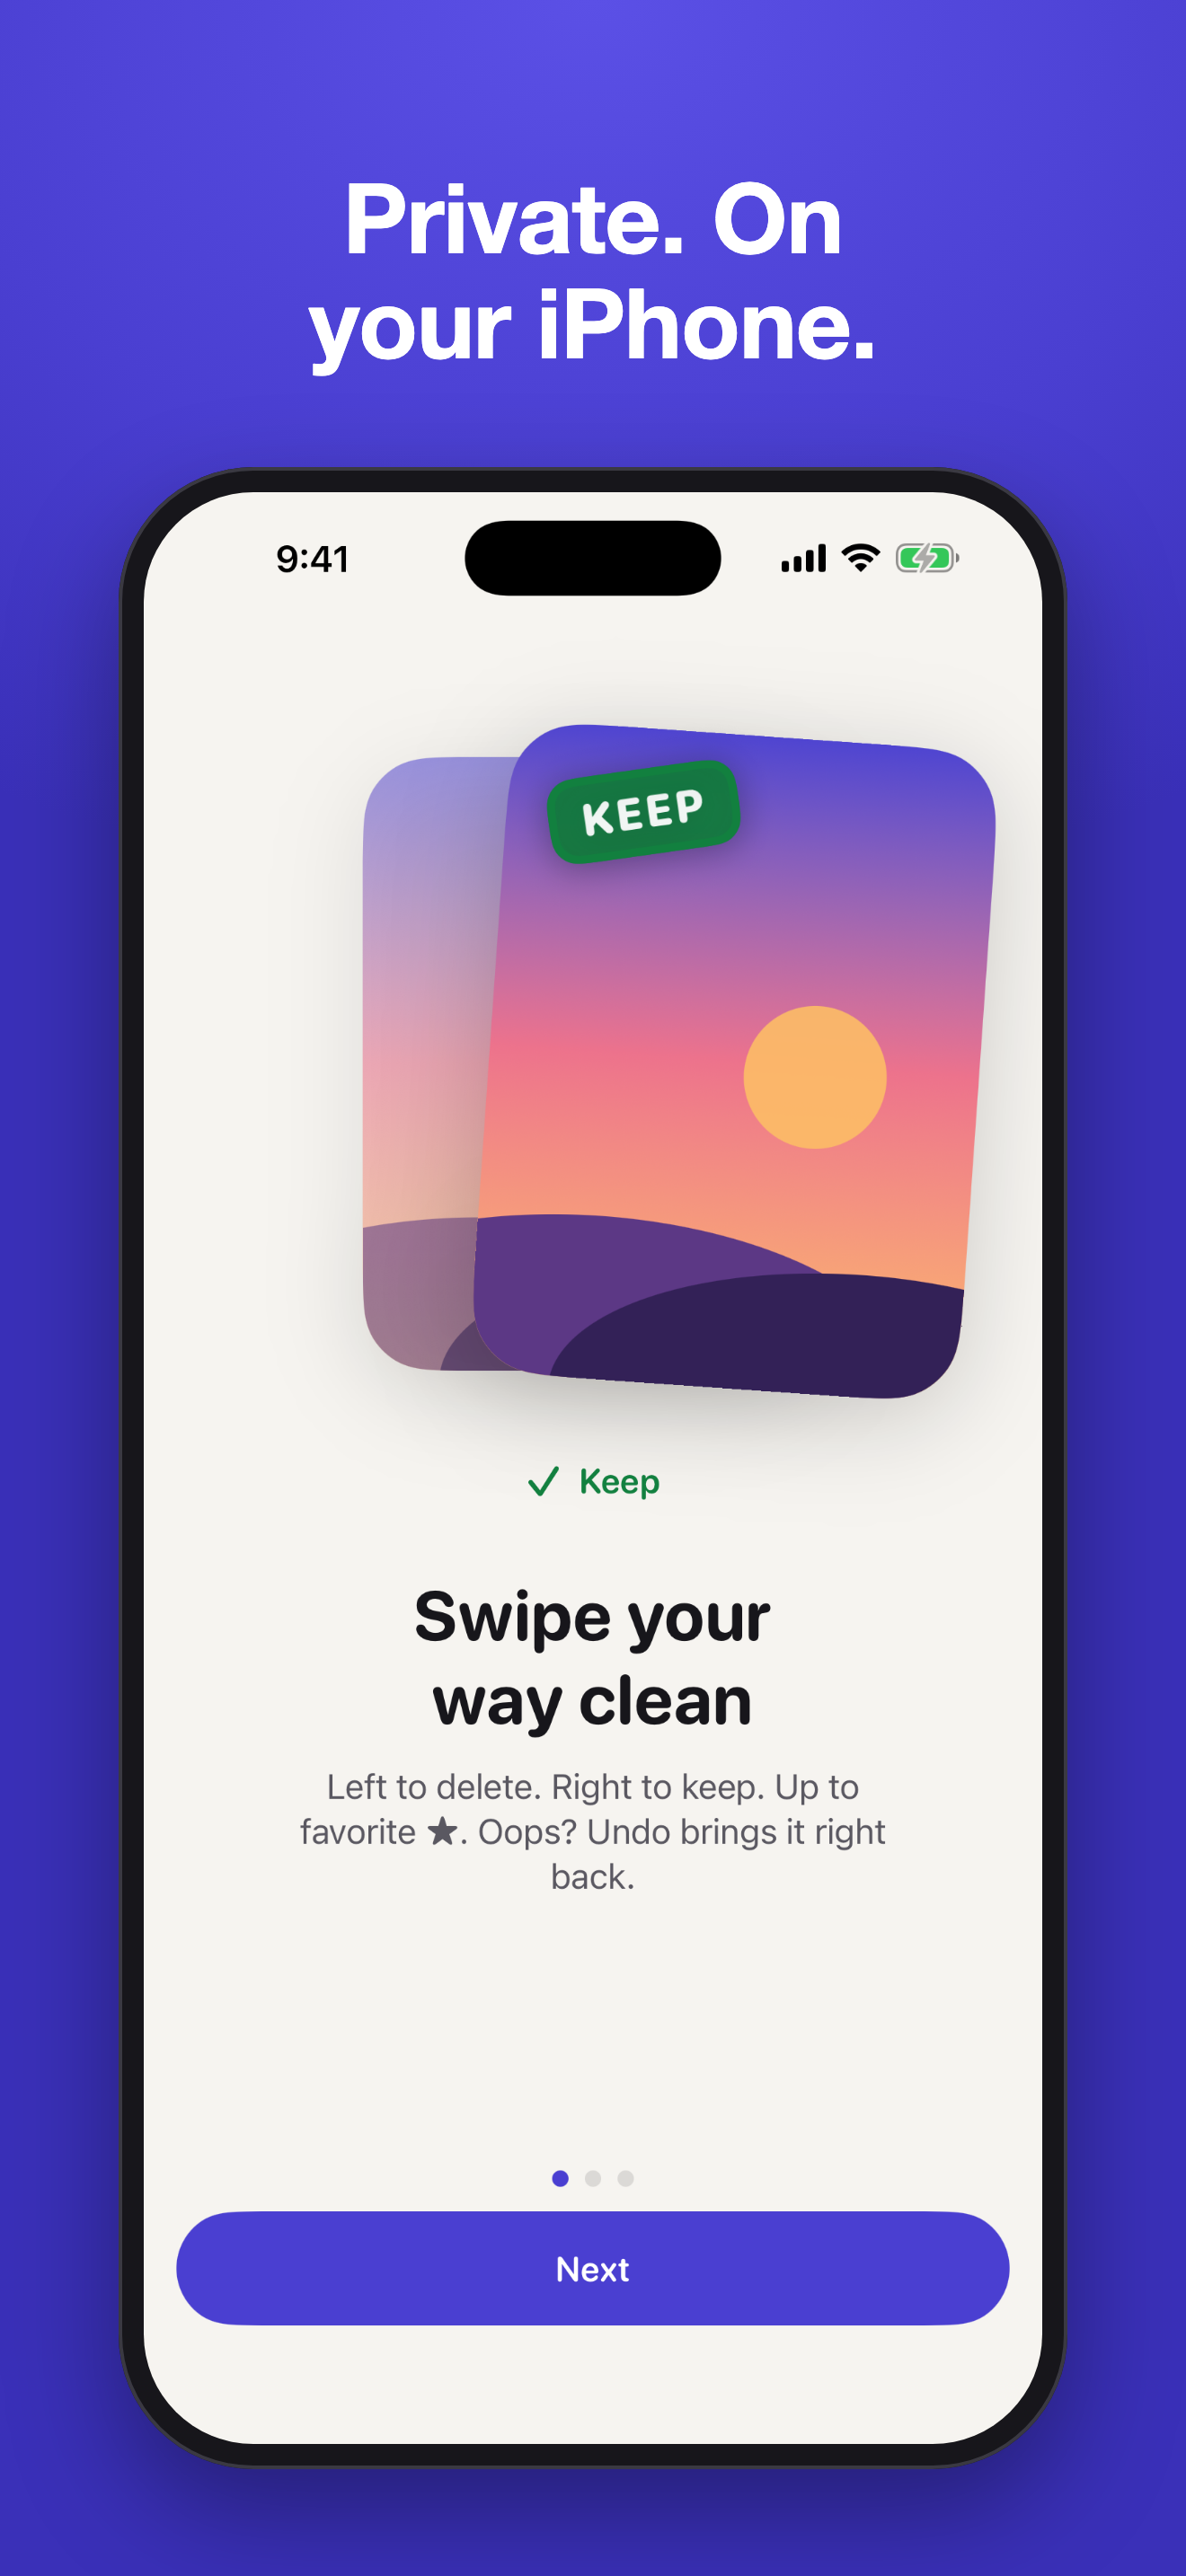 Private. On
your iPhone.
9:41
KEEP
Keep
Swipe your
way clean
Left to delete. Right to keep. Up to
favorite ★. Oops? Undo brings it right
back.
Next